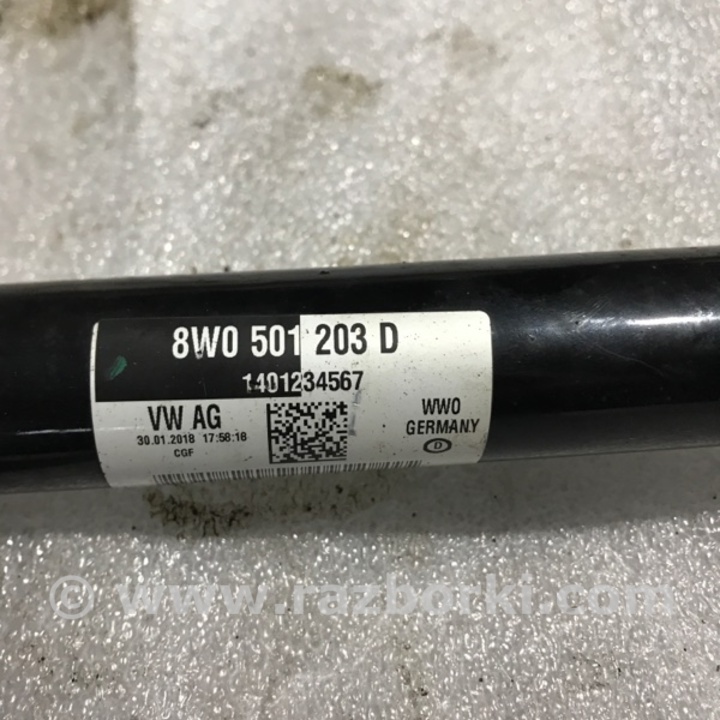 8W0 501 203 D
1401234567
VW AG
30.01.2018 17:58:18
CGF
WWO
GERMANY
D
© www.razborki.com